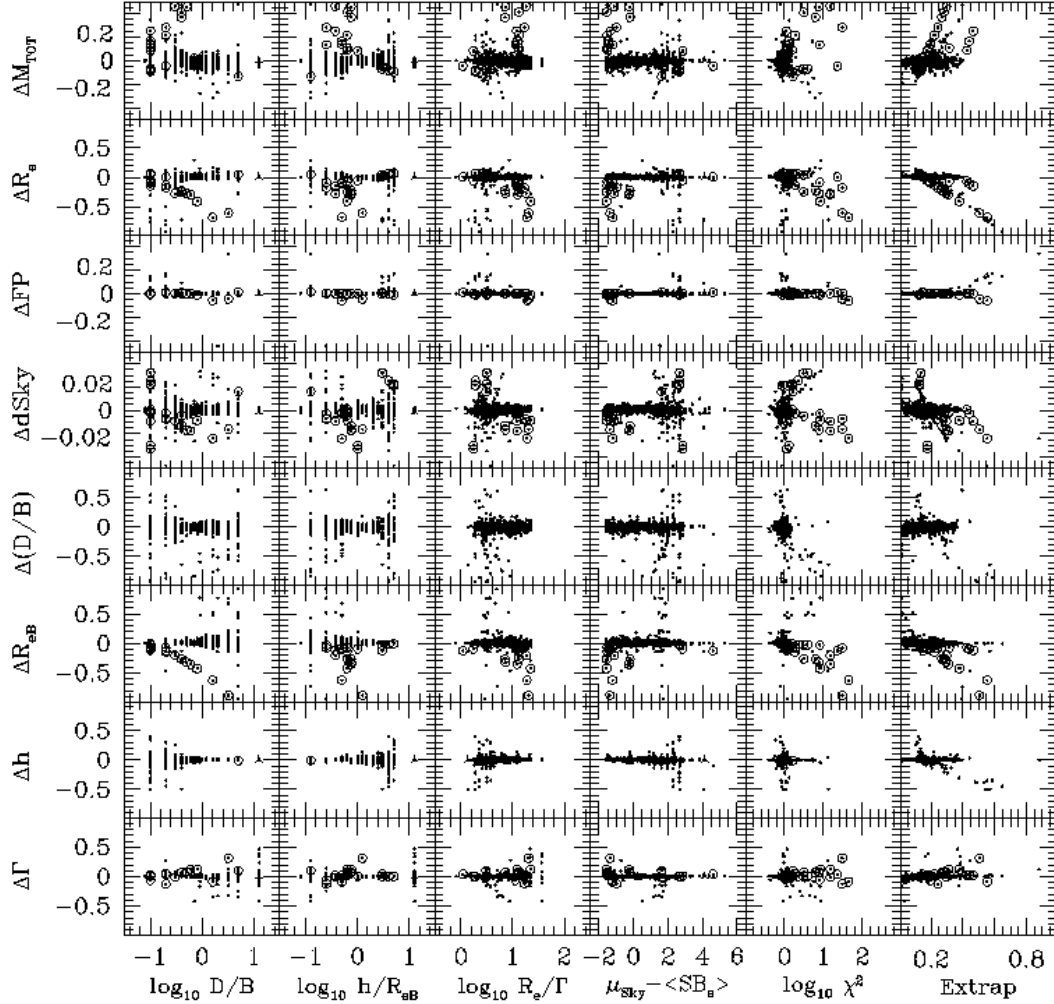 ΔM_TOT
0.2
0
−0.2
ΔR_e
0.5
0
−0.5
ΔFP
0.2
0
−0.2
ΔdSky
0.02
0
−0.02
Δ(D/B)
0.5
0
−0.5
ΔR_eB
0.5
0
−0.5
Δh
0.5
0
−0.5
ΔΓ
0.5
0
−0.5
−1 0 1 −1 0 1 0 1 2 −2 0 2 4 6 0 1 2 0.2 0.8
log₁₀ D/B log₁₀ h/R_eB log₁₀ R_e/Γ μ_Sky−<SB_e> log₁₀ χ² Extrap